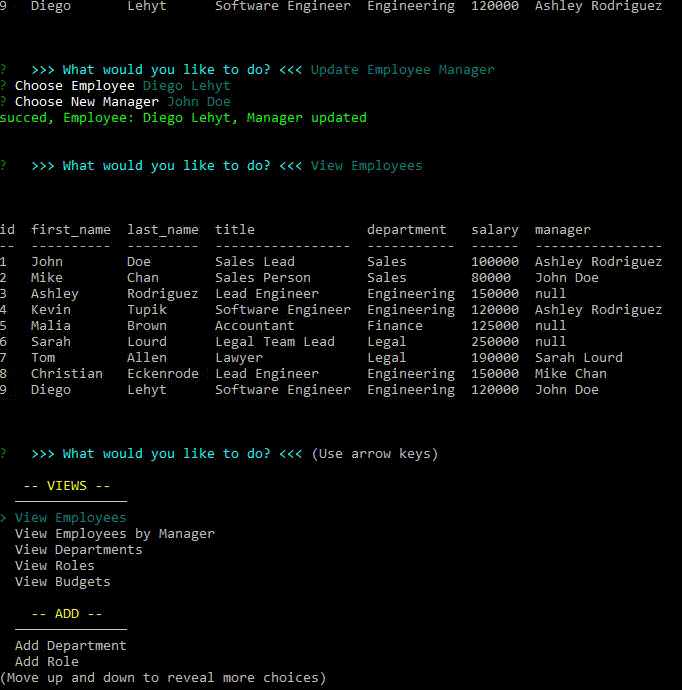 9   Diego       Lehyt      Software Engineer  Engineering  120000  Ashley Rodriguez
?   >>> What would you like to do? <<< Update Employee Manager
? Choose Employee Diego Lehyt
? Choose New Manager John Doe
succed, Employee: Diego Lehyt, Manager updated
?   >>> What would you like to do? <<< View Employees
id  first_name  last_name  title              department   salary  manager
--  ----------  ---------  -----------------  -----------  ------  ----------------
1   John        Doe        Sales Lead         Sales        100000  Ashley Rodriguez
2   Mike        Chan       Sales Person       Sales        80000   John Doe
3   Ashley      Rodriguez  Lead Engineer      Engineering  150000  null
4   Kevin       Tupik      Software Engineer  Engineering  120000  Ashley Rodriguez
5   Malia       Brown      Accountant         Finance      125000  null
6   Sarah       Lourd      Legal Team Lead    Legal        250000  null
7   Tom         Allen      Lawyer             Legal        190000  Sarah Lourd
8   Christian   Eckenrode  Lead Engineer      Engineering  150000  Mike Chan
9   Diego       Lehyt      Software Engineer  Engineering  120000  John Doe
?   >>> What would you like to do? <<< (Use arrow keys)
-- VIEWS --
──────────────
> View Employees
View Employees by Manager
View Departments
View Roles
View Budgets
-- ADD --
──────────────
Add Department
Add Role
(Move up and down to reveal more choices)